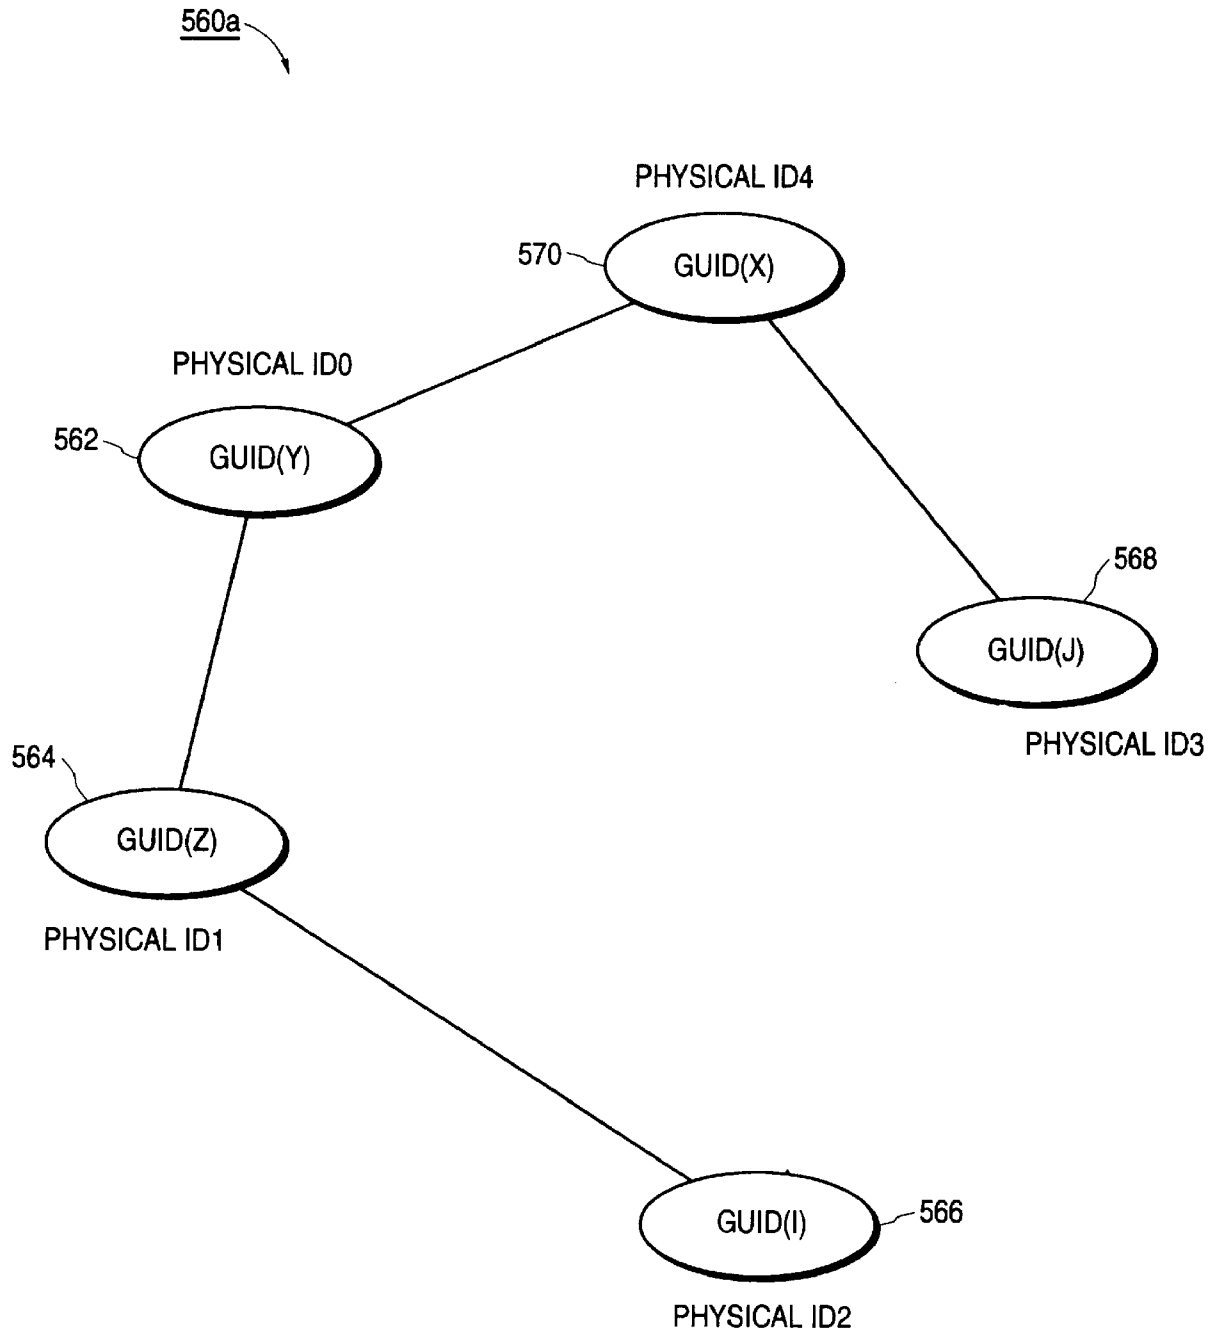 560a
PHYSICAL ID4
570
GUID(X)
PHYSICAL ID0
562
GUID(Y)
568
GUID(J)
PHYSICAL ID3
564
GUID(Z)
PHYSICAL ID1
GUID(I)
566
PHYSICAL ID2